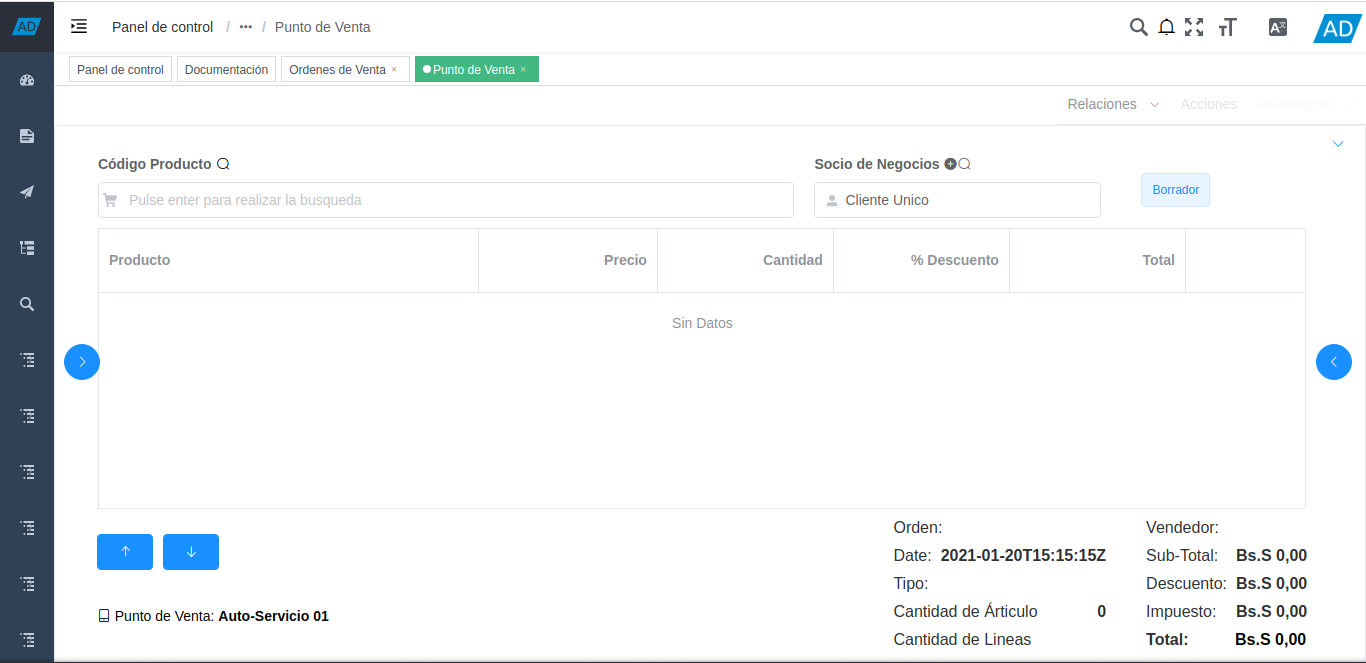 AD
Panel de control / ••• / Punto de Venta
AD
Panel de control
Documentación
Ordenes de Venta ×
Punto de Venta ×
Relaciones
Acciones
Referencias
Código Producto
Socio de Negocios
Pulse enter para realizar la busqueda
Cliente Unico
Borrador
Producto
Precio
Cantidad
% Descuento
Total
Sin Datos
Orden:
Vendedor:
Date: 2021-01-20T15:15:15Z
Sub-Total: Bs.S 0,00
Tipo:
Descuento: Bs.S 0,00
Punto de Venta: Auto-Servicio 01
Cantidad de Árticulo 0
Impuesto: Bs.S 0,00
Cantidad de Lineas
Total: Bs.S 0,00